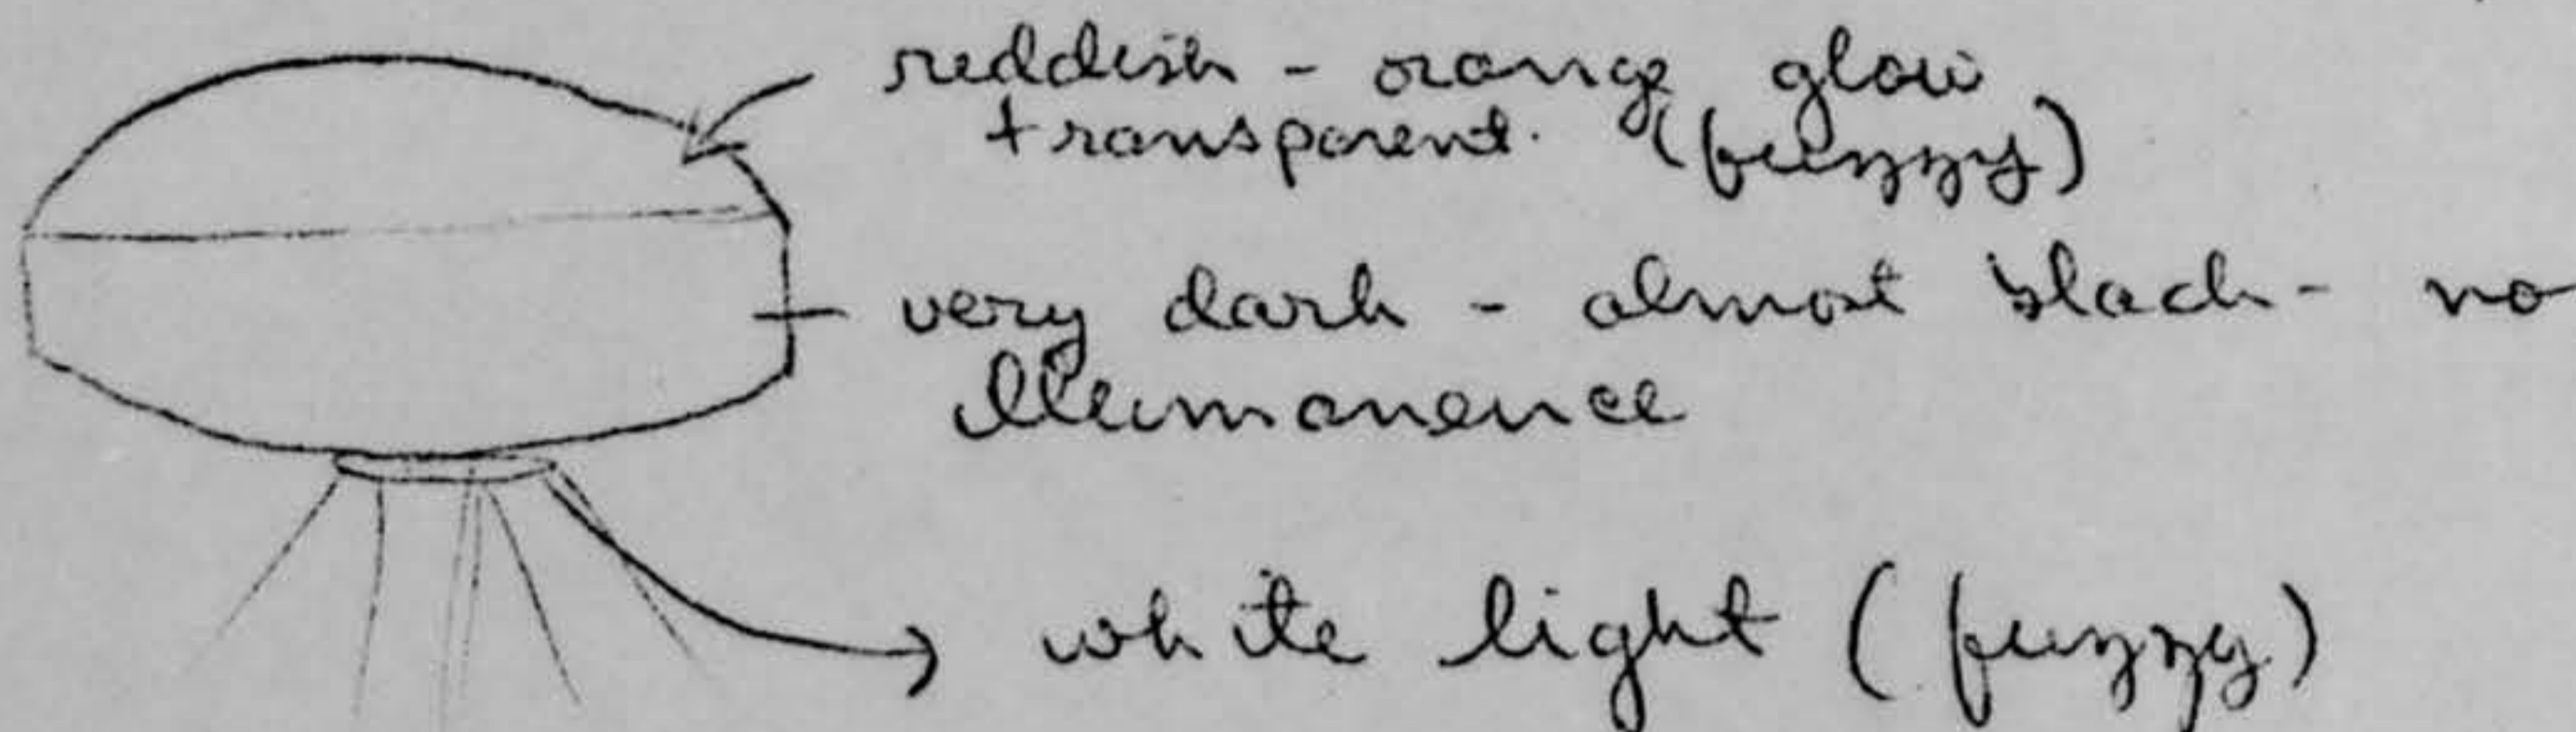 reddish - orange glow
transparent. (fuzzy)
very dark - almost black - no
illumanence
white light (fuzzy)